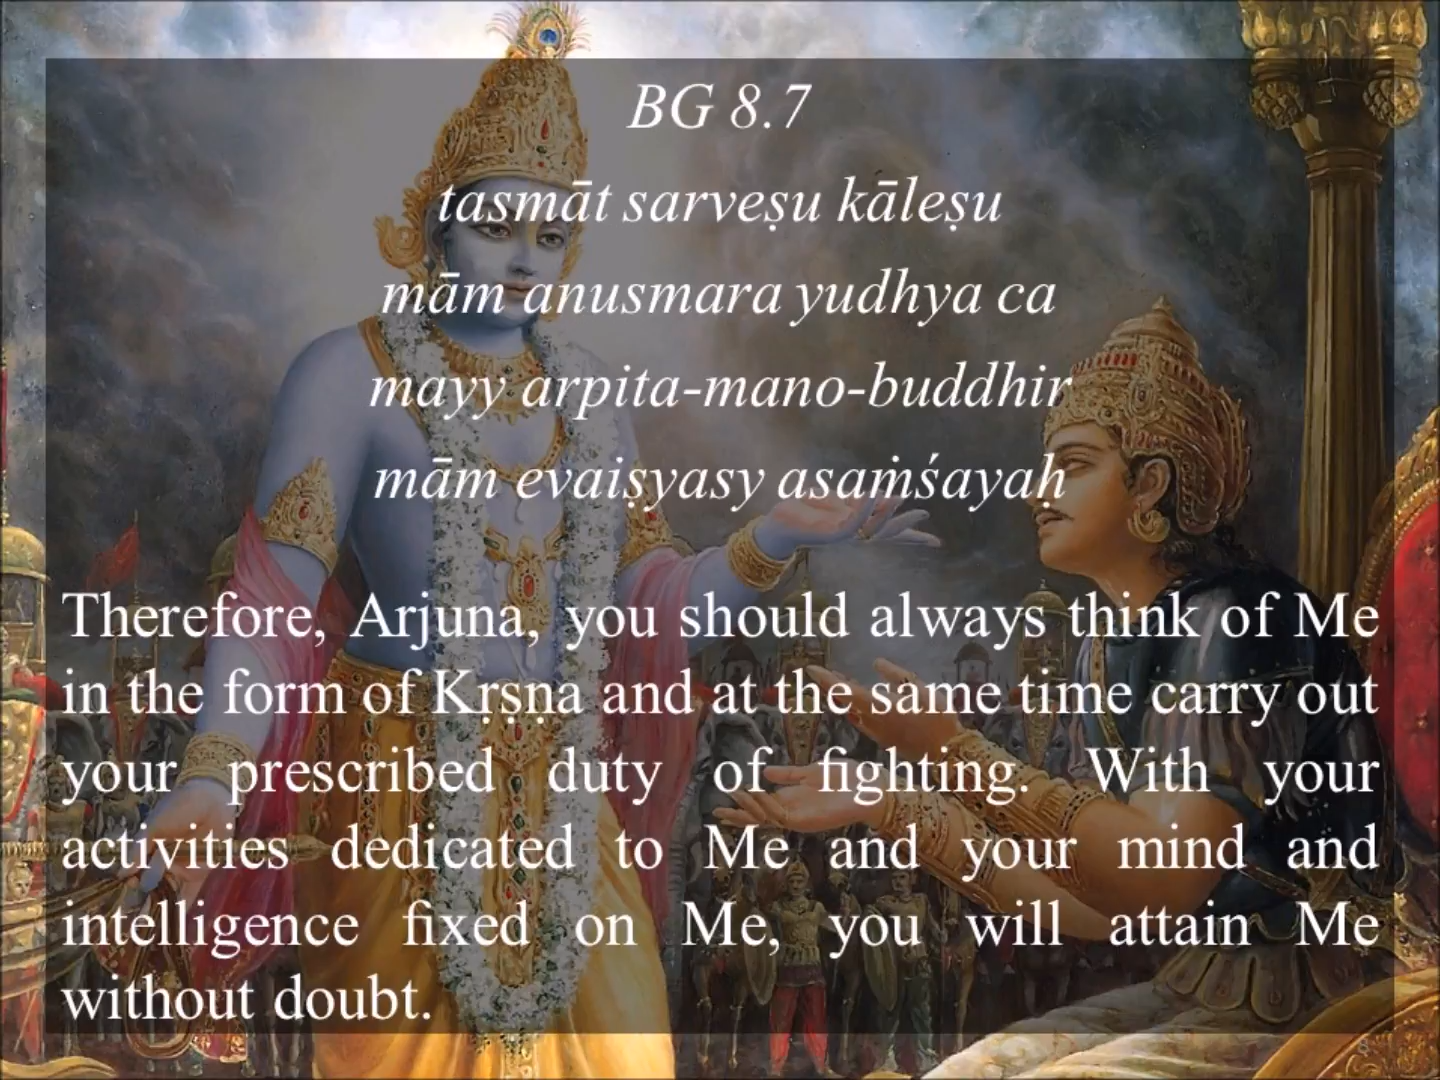 BG 8.7
tasmāt sarveṣu kāleṣu
mām anusmara yudhya ca
mayy arpita-mano-buddhir
mām evaiṣyasy asaṁśayaḥ
Therefore, Arjuna, you should always think of Me
in the form of Kṛṣṇa and at the same time carry out
your prescribed duty of fighting. With your
activities dedicated to Me and your mind and
intelligence fixed on Me, you will attain Me
without doubt.
8